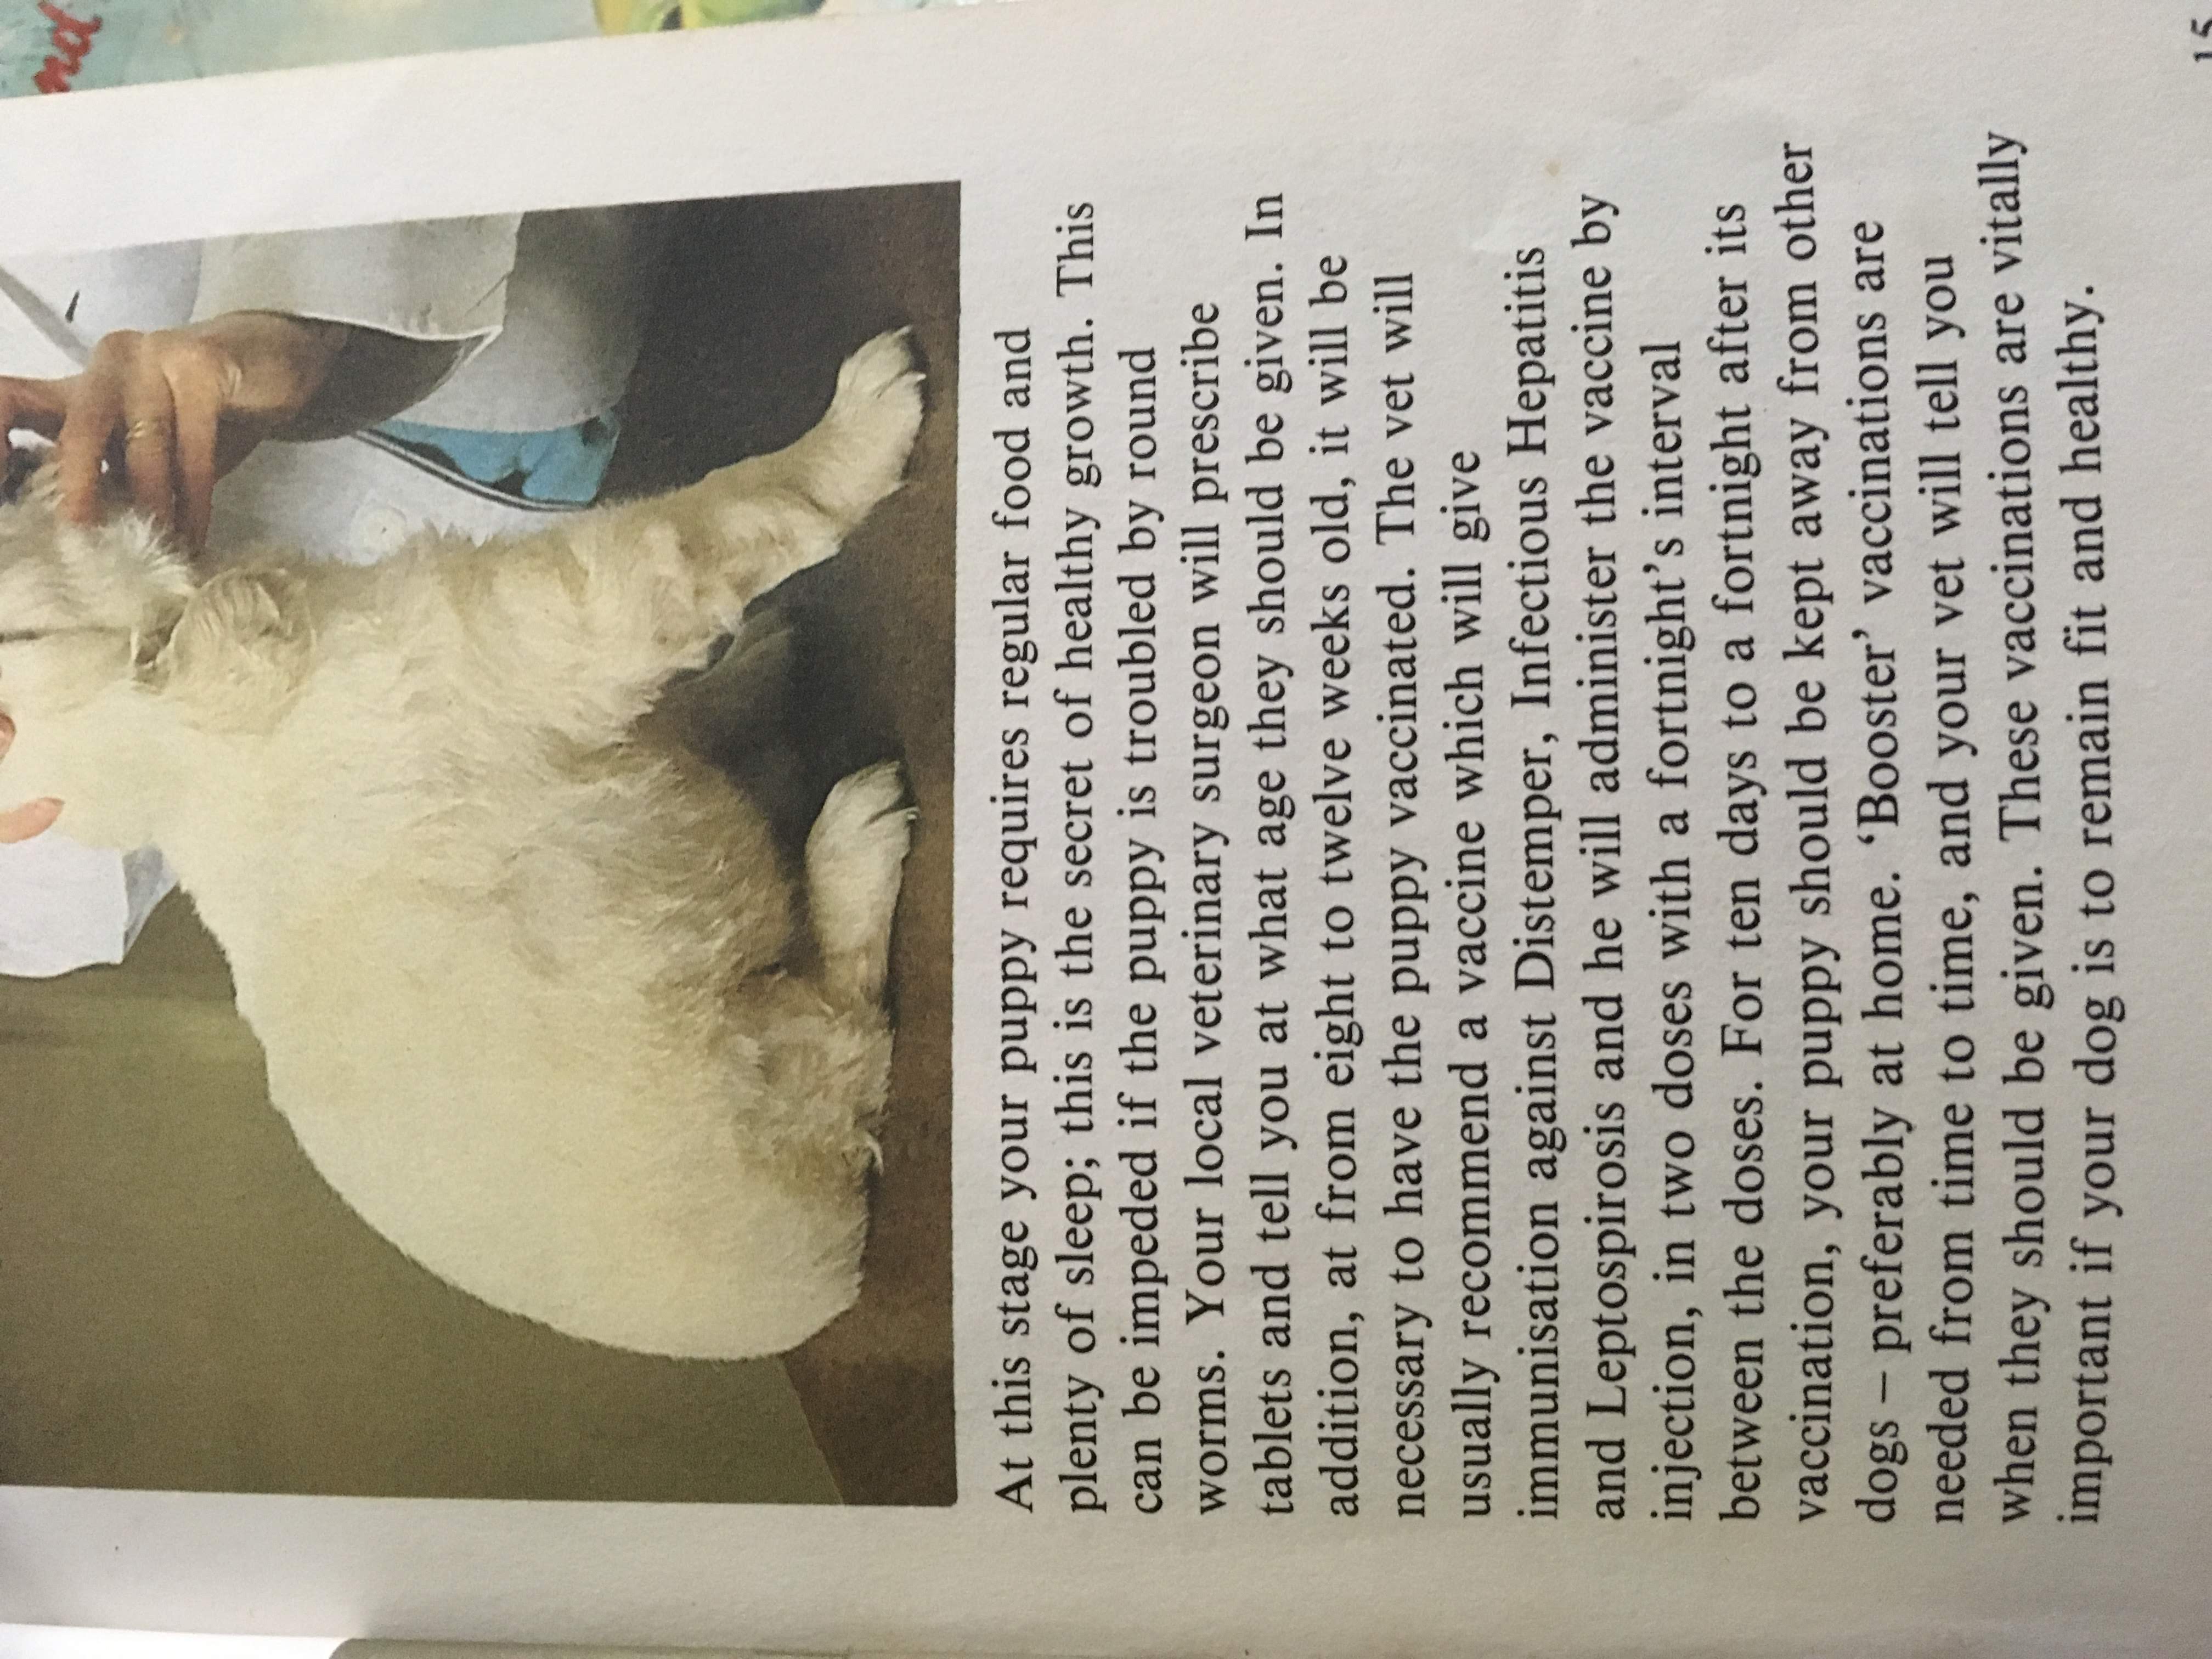 nd
At this stage your puppy requires regular food and
plenty of sleep; this is the secret of healthy growth. This
can be impeded if the puppy is troubled by round
worms. Your local veterinary surgeon will prescribe
tablets and tell you at what age they should be given. In
addition, at from eight to twelve weeks old, it will be
necessary to have the puppy vaccinated. The vet will
usually recommend a vaccine which will give
immunisation against Distemper, Infectious Hepatitis
and Leptospirosis and he will administer the vaccine by
injection, in two doses with a fortnight’s interval
between the doses. For ten days to a fortnight after its
vaccination, your puppy should be kept away from other
dogs – preferably at home. ‘Booster’ vaccinations are
needed from time to time, and your vet will tell you
when they should be given. These vaccinations are vitally
important if your dog is to remain fit and healthy.
15